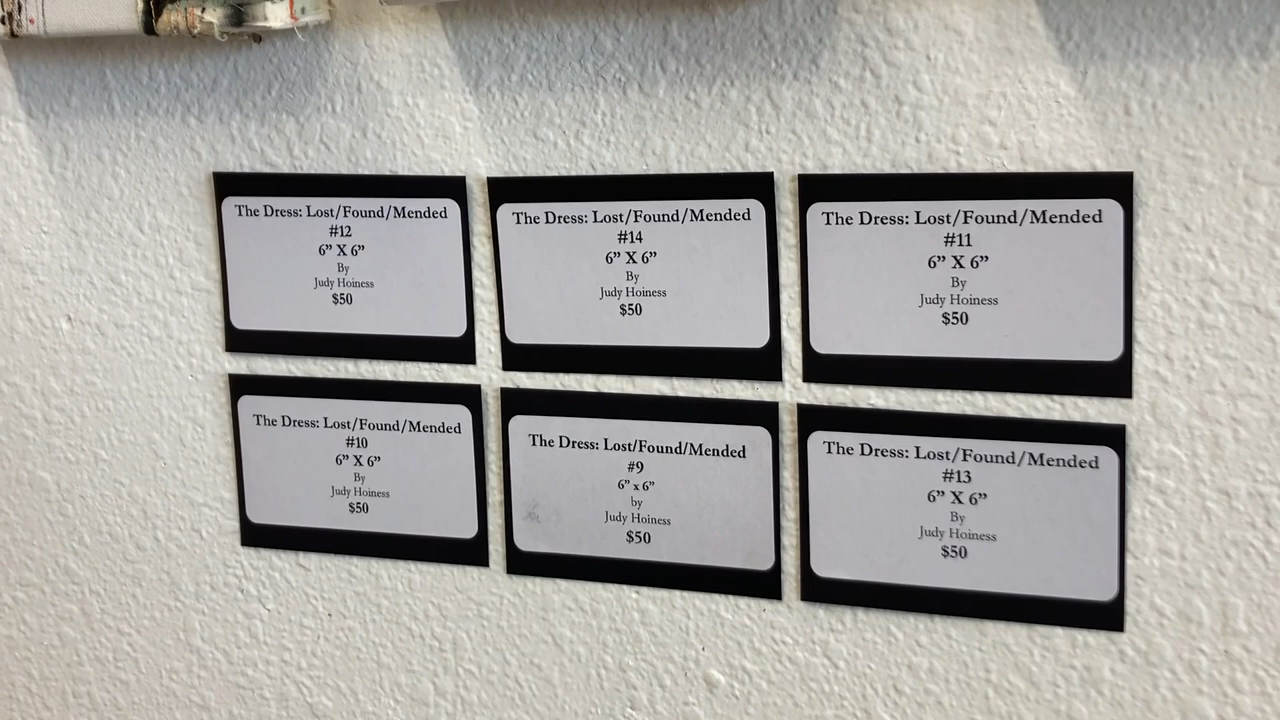 The Dress: Lost/Found/Mended
#12
6” X 6”
By
Judy Hoiness
$50
The Dress: Lost/Found/Mended
#14
6” X 6”
By
Judy Hoiness
$50
The Dress: Lost/Found/Mended
#11
6” X 6”
By
Judy Hoiness
$50
The Dress: Lost/Found/Mended
#10
6” X 6”
By
Judy Hoiness
$50
The Dress: Lost/Found/Mended
#9
6” x 6”
by
Judy Hoiness
$50
The Dress: Lost/Found/Mended
#13
6” X 6”
By
Judy Hoiness
$50